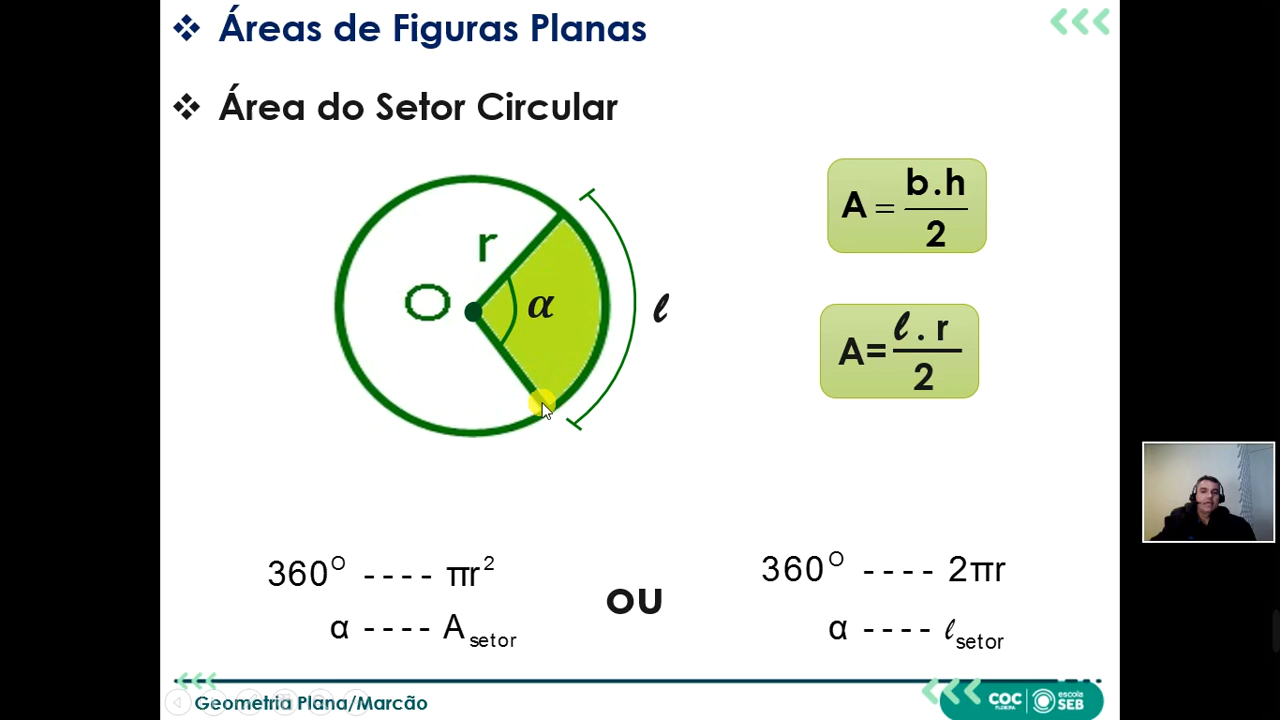 ❖ Áreas de Figuras Planas
❖ Área do Setor Circular
r
O
α
ℓ
A = b.h / 2
A= ℓ . r / 2
360° ---- πr²
α ---- A setor
ou
360° ---- 2πr
α ---- ℓ setor
Geometria Plana/Marcão
COC
FLORIPA
escola
SEB